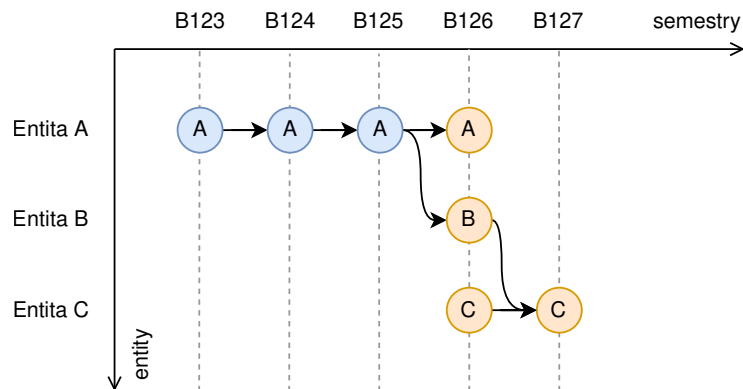 B123 B124 B125 B126 B127 semestry
Entita A A A A A
Entita B B
Entita C C C
entity